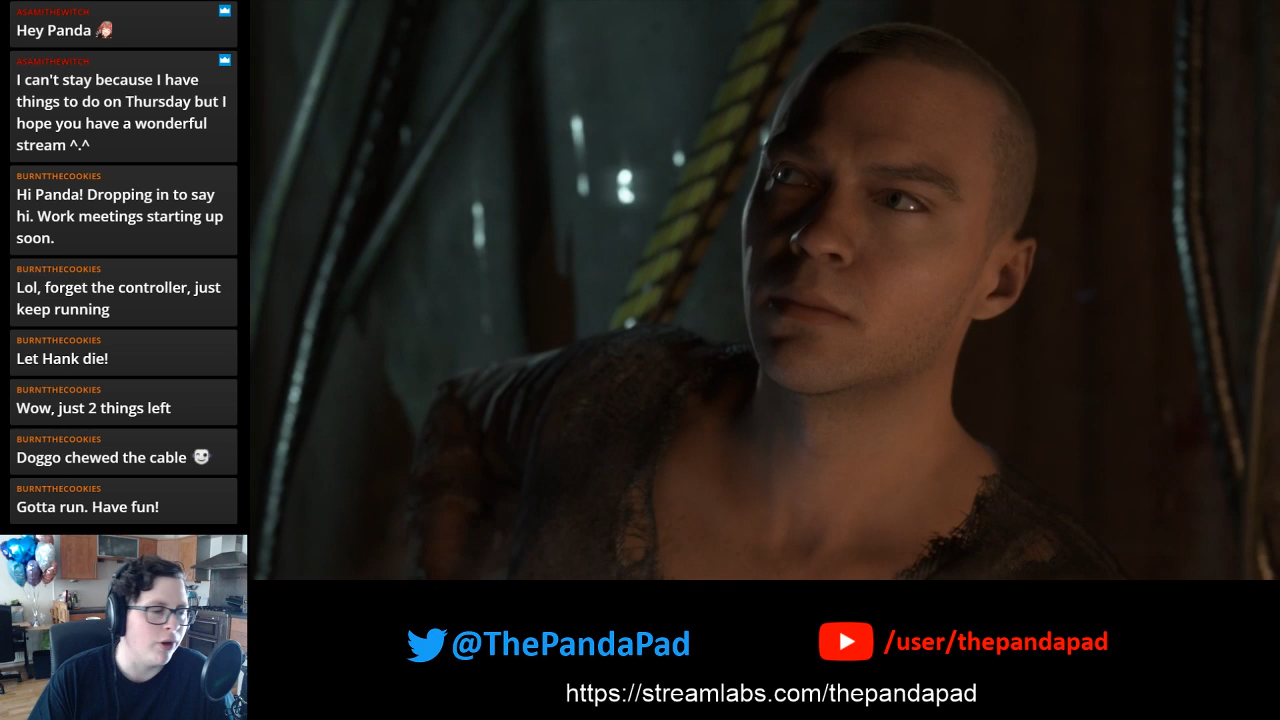 ASAMITHEWITCH
Hey Panda
ASAMITHEWITCH
I can't stay because I have
things to do on Thursday but I
hope you have a wonderful
stream ^.^
BURNTTHECOOKIES
Hi Panda! Dropping in to say
hi. Work meetings starting up
soon.
BURNTTHECOOKIES
Lol, forget the controller, just
keep running
BURNTTHECOOKIES
Let Hank die!
BURNTTHECOOKIES
Wow, just 2 things left
BURNTTHECOOKIES
Doggo chewed the cable
BURNTTHECOOKIES
Gotta run. Have fun!
@ThePandaPad
/user/thepandapad
https://streamlabs.com/thepandapad